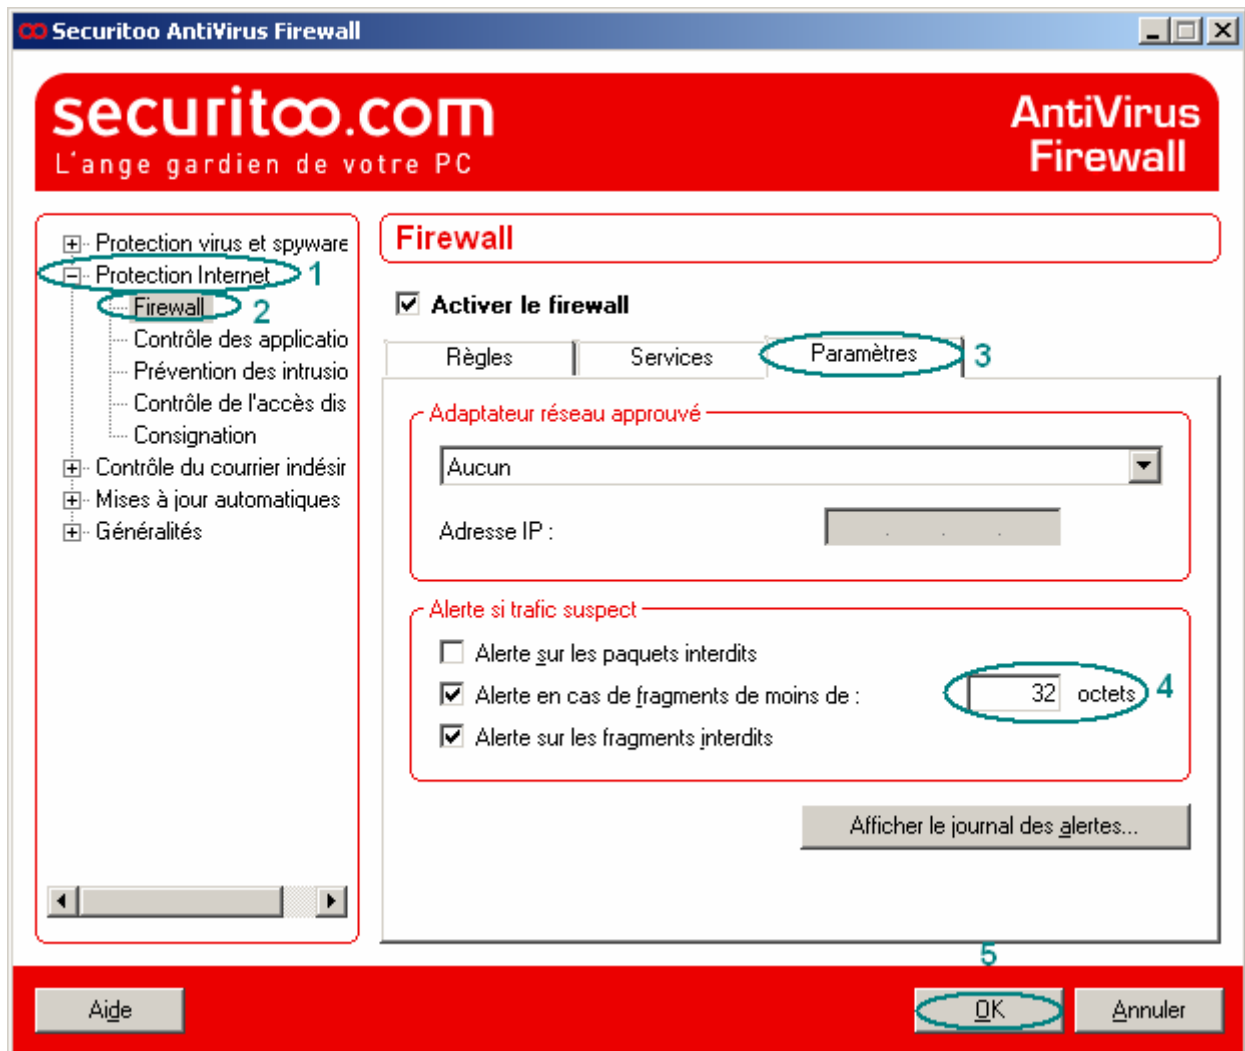 Securitoo AntiVirus Firewall
securitoo.com
L'ange gardien de votre PC
AntiVirus
Firewall
Protection virus et spyware
Protection Internet 1
Firewall 2
Contrôle des applicatio
Prévention des intrusio
Contrôle de l'accès dis
Consignation
Contrôle du courrier indésir
Mises à jour automatiques
Généralités
Firewall
Activer le firewall
Règles
Services
Paramètres 3
Adaptateur réseau approuvé
Aucun
Adresse IP :
Alerte si trafic suspect
Alerte sur les paquets interdits
Alerte en cas de fragments de moins de : 32 octets 4
Alerte sur les fragments interdits
Afficher le journal des alertes...
5
Aide
OK
Annuler